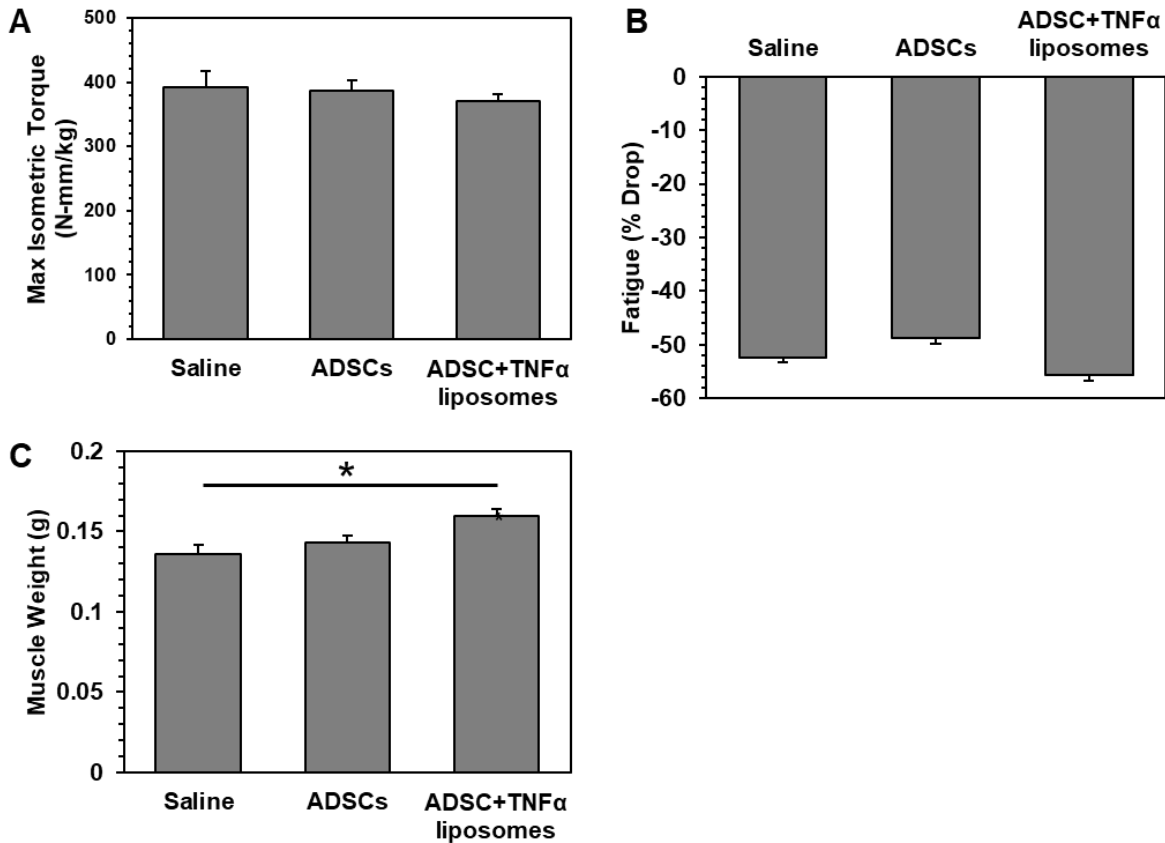 A
Max Isometric Torque
(N-mm/kg)
500
400
300
200
100
0
Saline
ADSCs
ADSC+TNFα
liposomes
B
Saline
ADSCs
ADSC+TNFα
liposomes
Fatigue (% Drop)
0
-10
-20
-30
-40
-50
-60
C
Muscle Weight (g)
0.2
0.15
0.1
0.05
0
*
*
Saline
ADSCs
ADSC+TNFα
liposomes